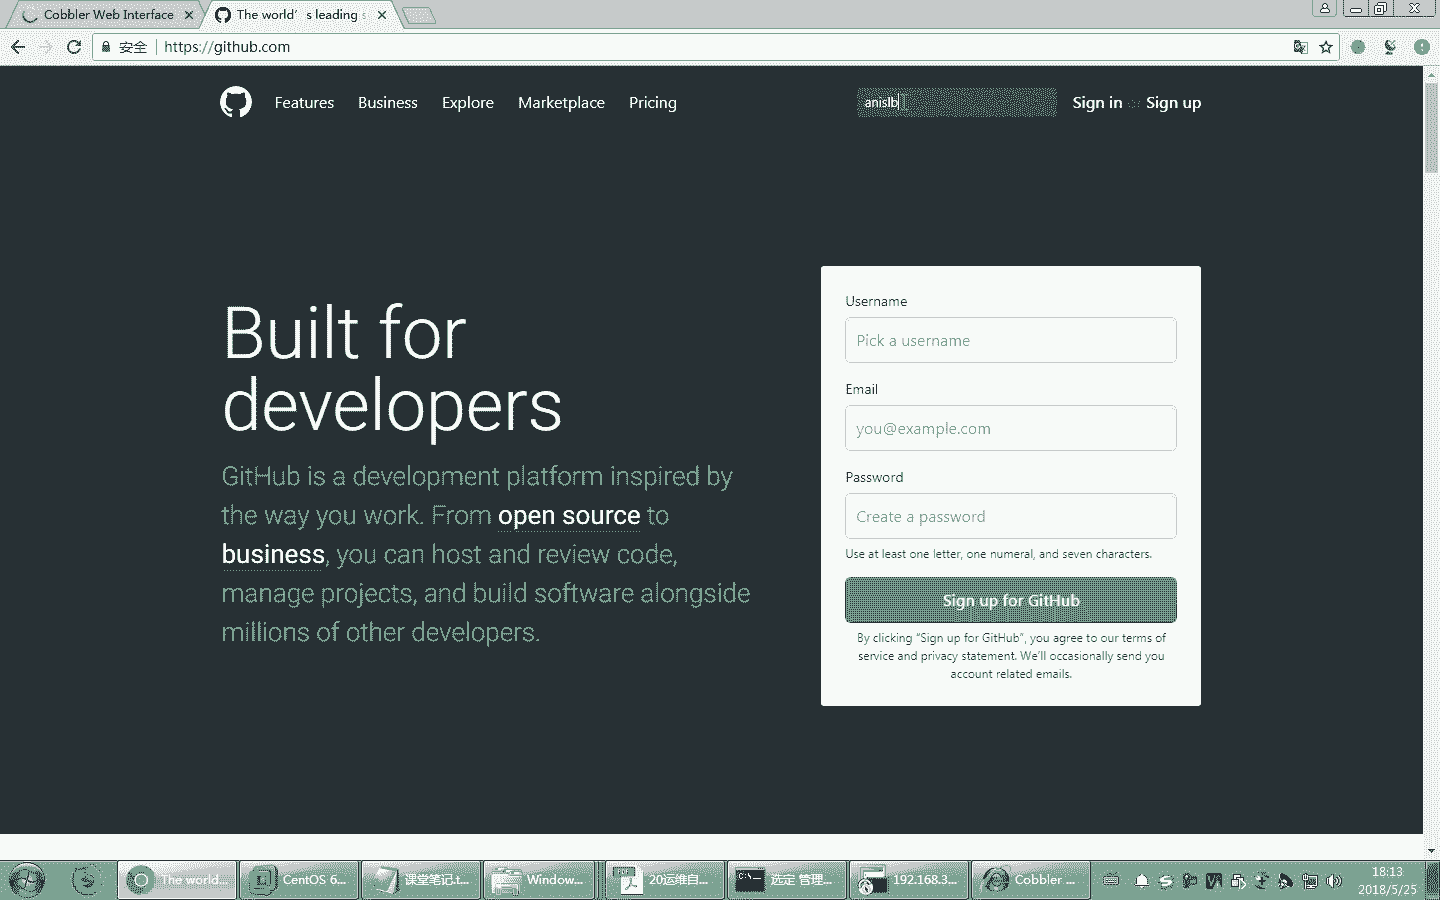 Cobbler Web Interface
The world's leading s
安全
https://github.com
Features
Business
Explore
Marketplace
Pricing
anislb
Sign in or Sign up
Built for
developers
GitHub is a development platform inspired by
the way you work. From open source to
business, you can host and review code,
manage projects, and build software alongside
millions of other developers.
Username
Pick a username
Email
you@example.com
Password
Create a password
Use at least one letter, one numeral, and seven characters.
Sign up for GitHub
By clicking “Sign up for GitHub”, you agree to our terms of
service and privacy statement. We’ll occasionally send you
account related emails.
The world...
CentOS 6...
课堂笔记.t...
Window...
20运维自...
选定 管理...
192.168.3...
Cobbler ...
18:13
2018/5/25